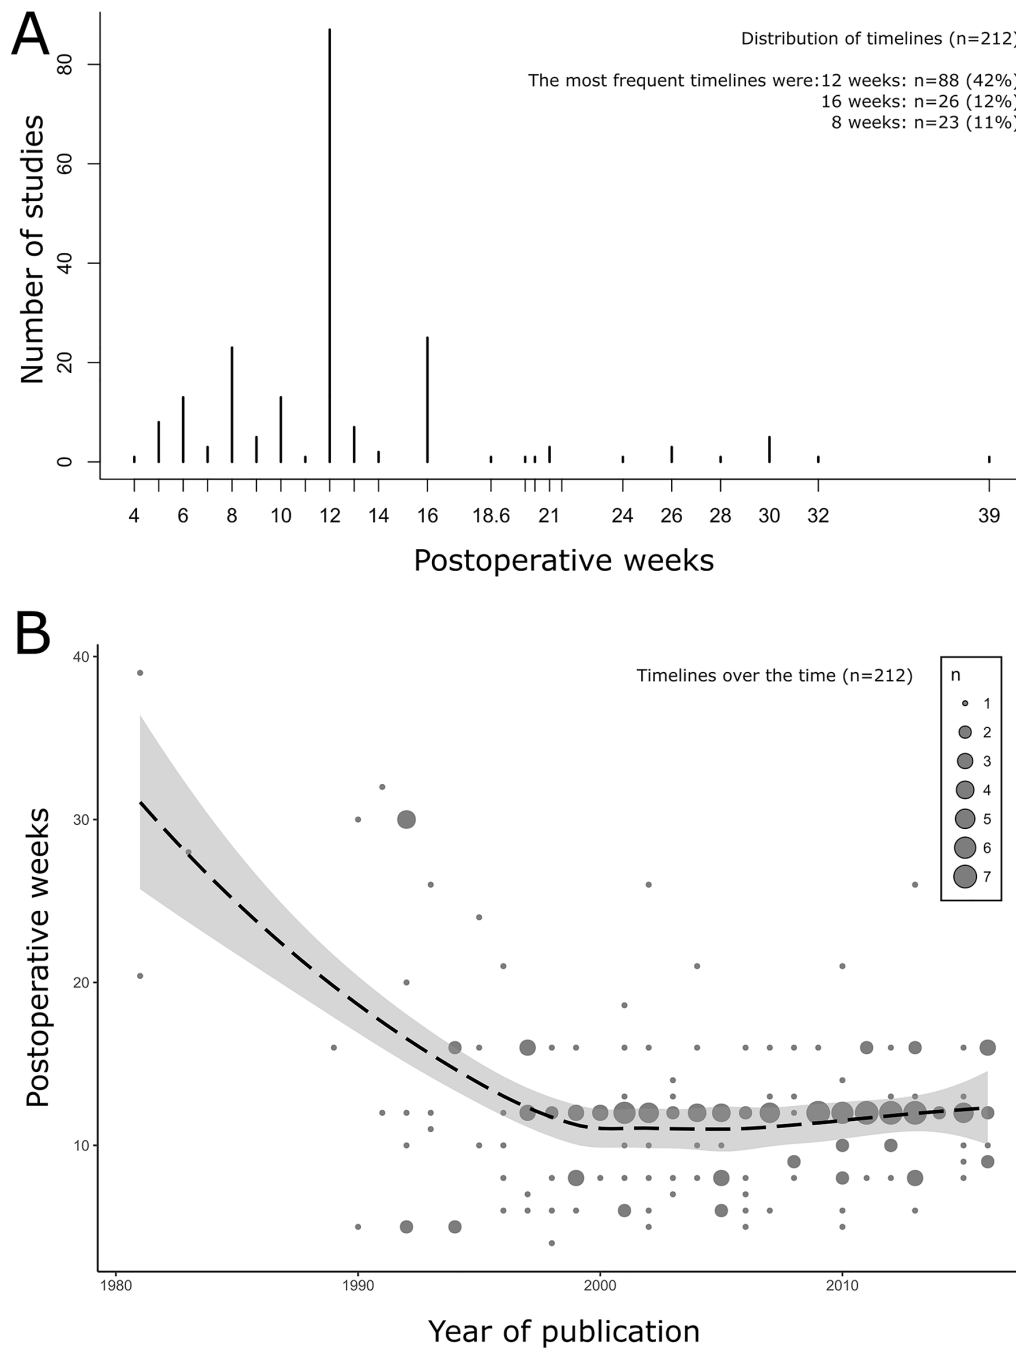 A
Distribution of timelines (n=212)
The most frequent timelines were:12 weeks: n=88 (42%)
16 weeks: n=26 (12%)
8 weeks: n=23 (11%)
Number of studies
80
60
40
20
0
4 6 8 10 12 14 16 18.6 21 24 26 28 30 32 39
Postoperative weeks
B
Timelines over the time (n=212)
n
1
2
3
4
5
6
7
Postoperative weeks
40
30
20
10
1980 1990 2000 2010
Year of publication